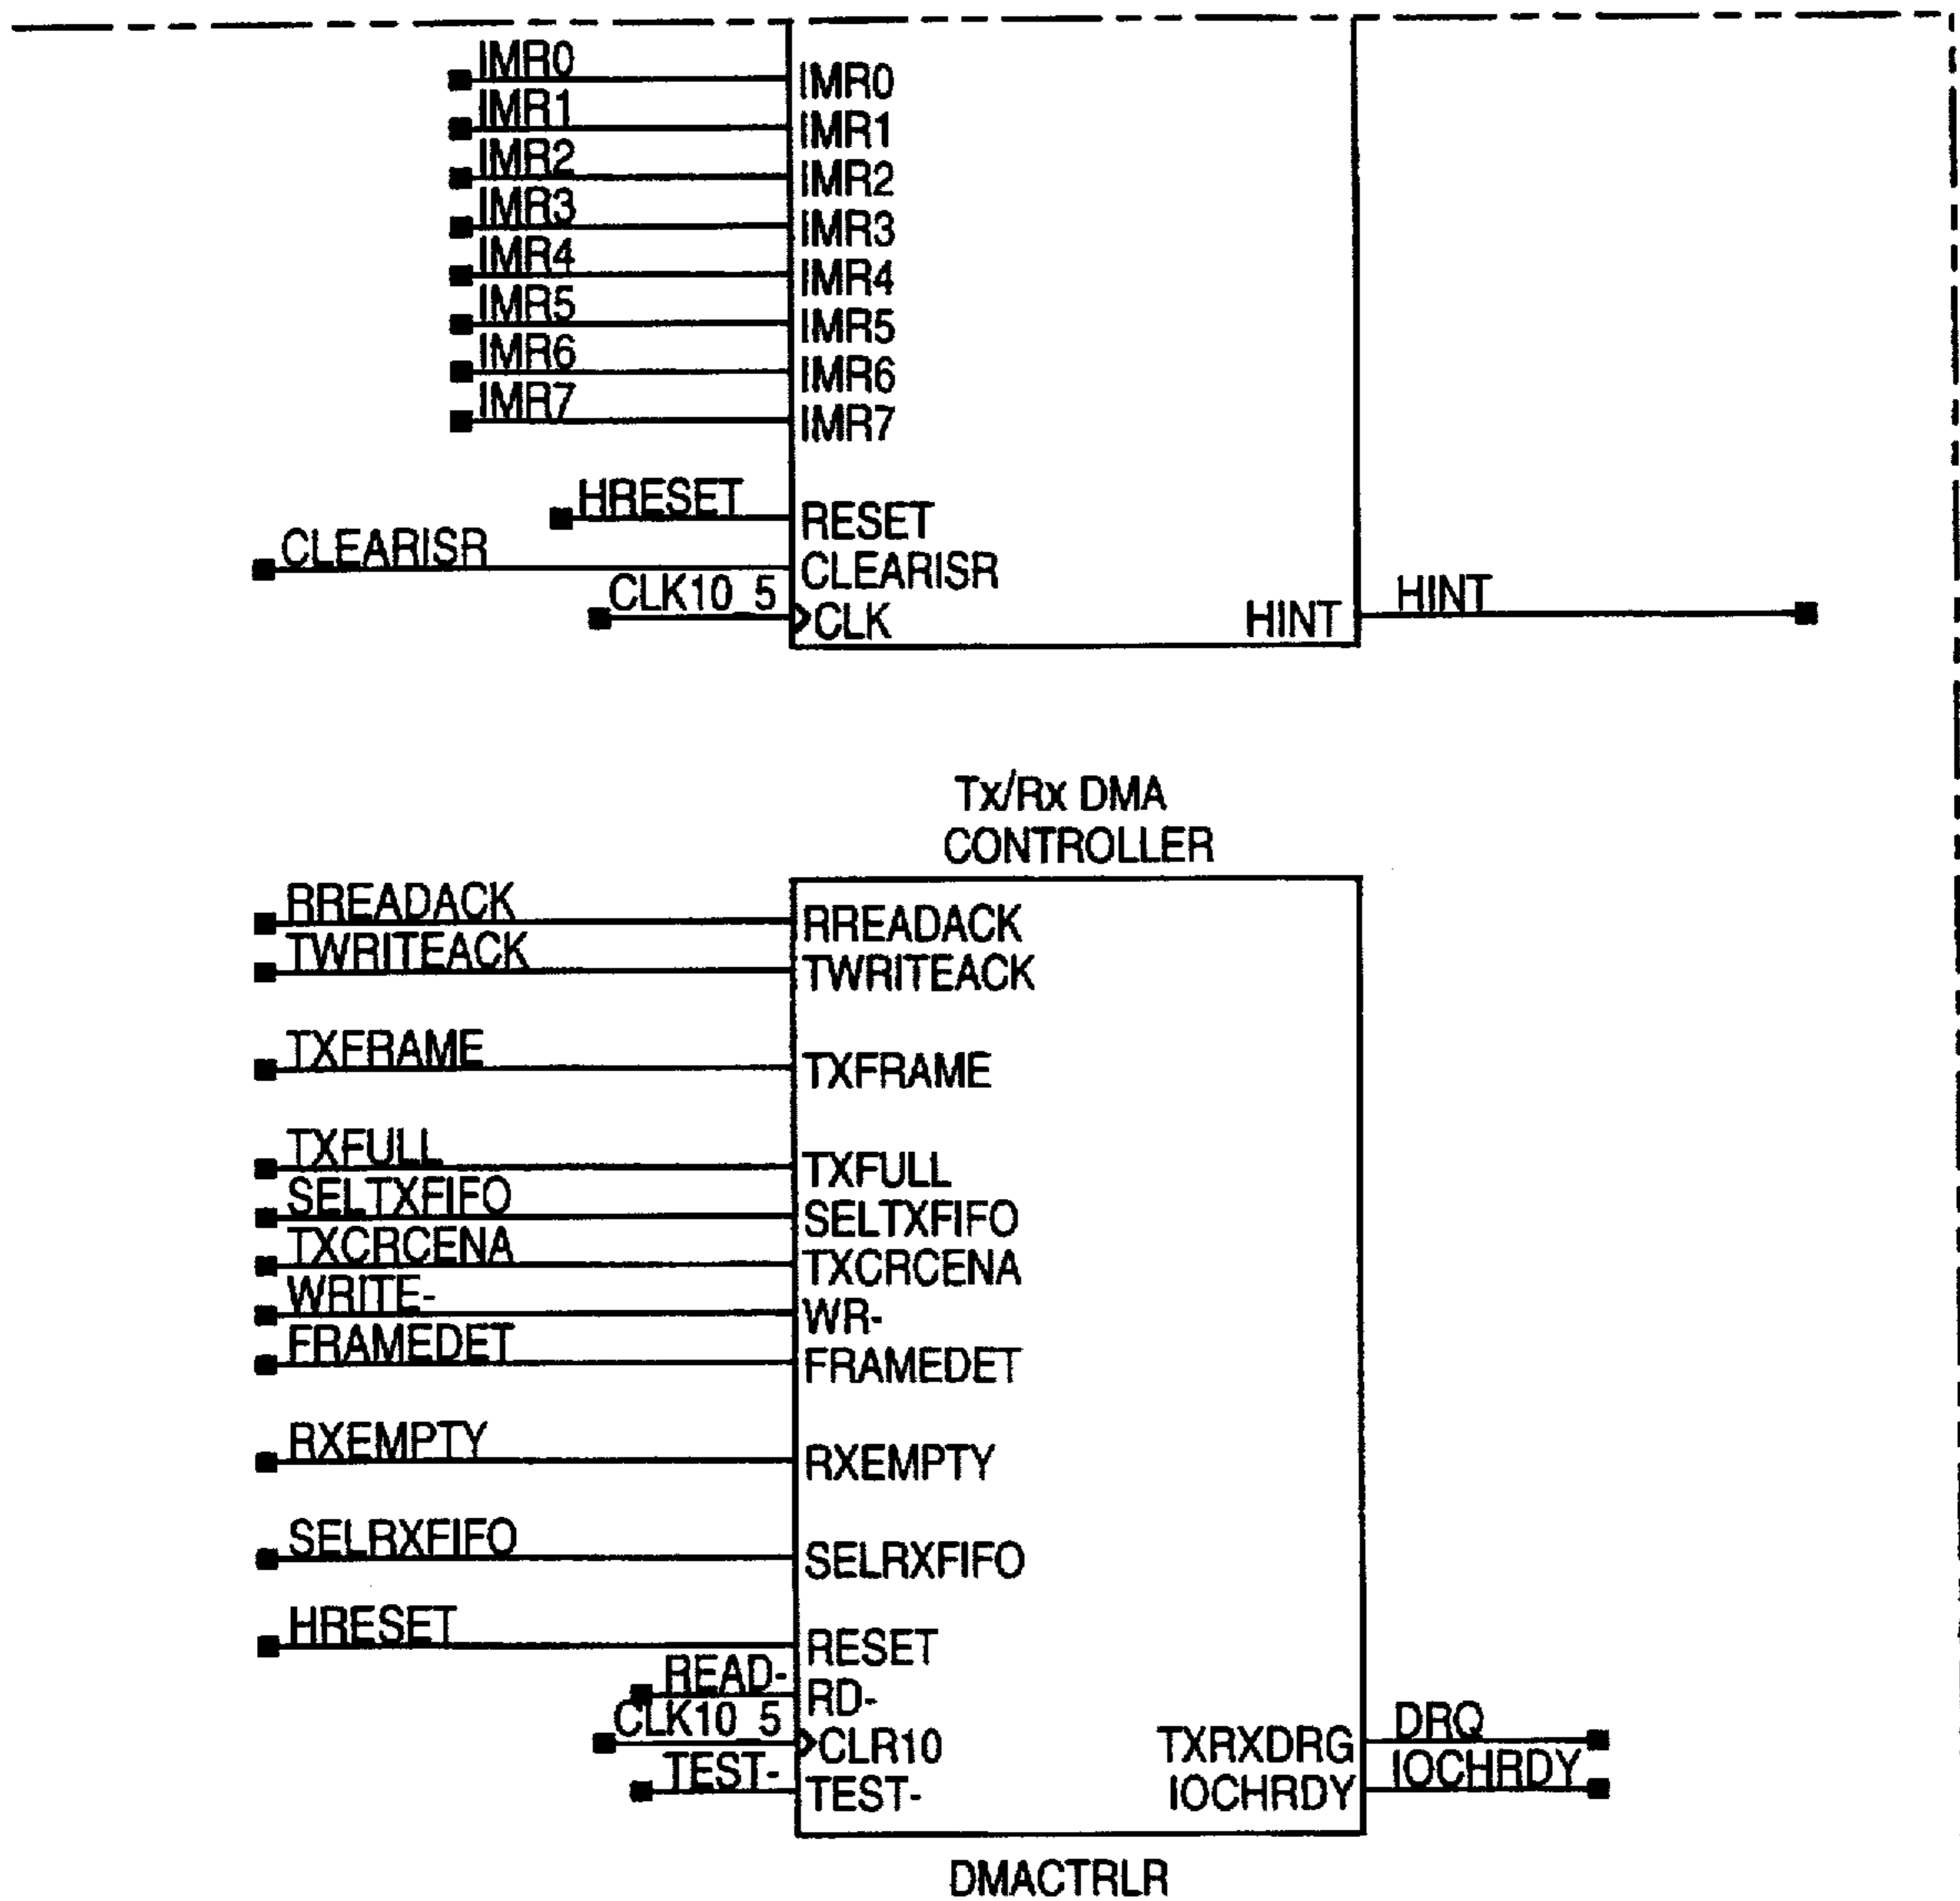 IMR0 IMR0
IMR1 IMR1
IMR2 IMR2
IMR3 IMR3
IMR4 IMR4
IMR5 IMR5
IMR6 IMR6
IMR7 IMR7
HRESET RESET
CLEARISR CLEARISR
CLK10_5 CLK HINT HINT
Tx/Rx DMA
CONTROLLER
RREADACK RREADACK
TWRITEACK TWRITEACK
TXFRAME TXFRAME
TXFULL TXFULL
SELTXFIFO SELTXFIFO
TXCRCENA TXCRCENA
WRITE- WR-
FRAMEDET FRAMEDET
RXEMPTY RXEMPTY
SELRXFIFO SELRXFIFO
HRESET RESET
READ- RD-
CLK10_5 CLR10 TXRXDRG DRQ
TEST- TEST- IOCHRDY IOCHRDY
DMACTRLR